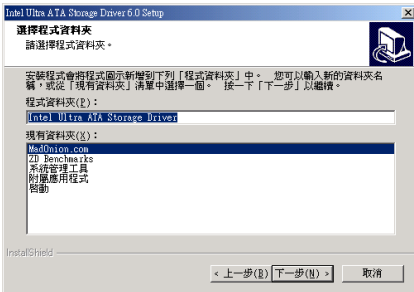 Intel Ultra ATA Storage Driver 6.0 Setup
選擇程式資料夾
請選擇程式資料夾。
安裝程式會將程式圖示新增到下列「程式資料夾」中。 您可以輸入新的資料夾名
稱，或從「現有資料夾」清單中選擇一個。 按一下「下一步」以繼續。
程式資料夾(P)：
Intel Ultra ATA Storage Driver
現有資料夾(X)：
MadOnion.com
ZD Benchmarks
系統管理工具
附屬應用程式
啟動
InstallShield
< 上一步(B) 下一步(N) > 取消